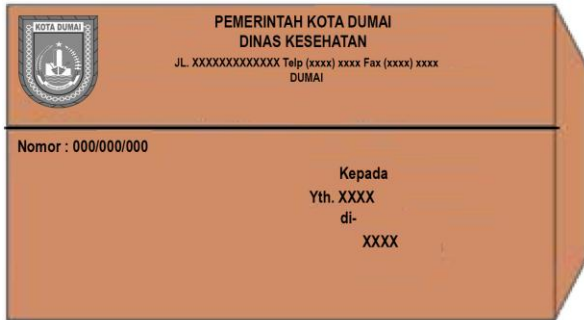 KOTA DUMAI
PEMERINTAH KOTA DUMAI
DINAS KESEHATAN
JL. XXXXXXXXXXXXX Telp (xxxx) xxxx Fax (xxxx) xxxx
DUMAI
Nomor : 000/000/000
Kepada
Yth. XXXX
di-
XXXX